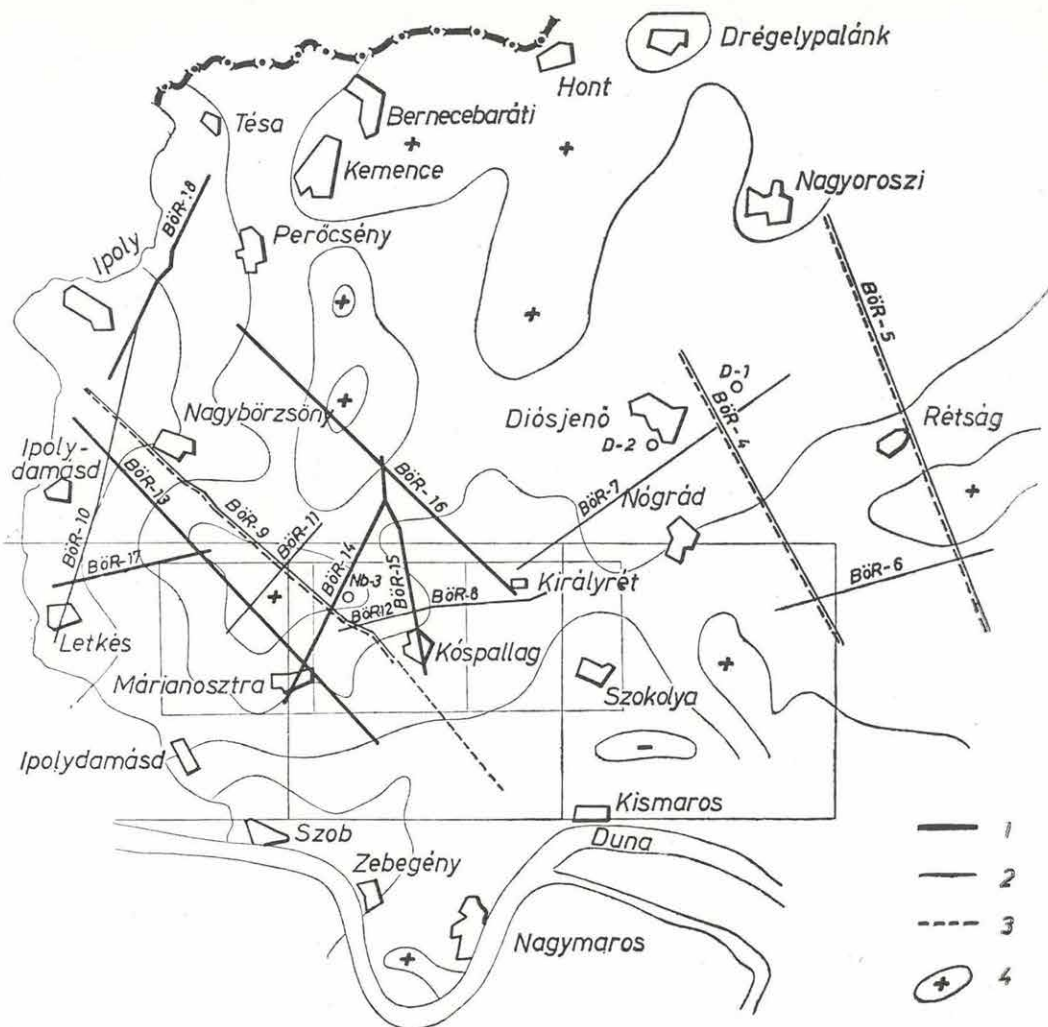 Drégelypalánk
Hont
Bernecebaráti
Tésa
Kemence
Nagyoroszi
BöR-18
Perőcsény
Ipoly
BöR-5
D-1
BöR-4
Nagybörzsöny
Diósjenő
D-2
Rétság
Ipoly-
damásd
BöR-13
BöR-16
BöR-7
Nógrád
BöR-9
BöR-10
BöR-11
BöR-14
BöR-15
BöR-17
Nb-3
BöR-6
Királyrét
BöR12
BöR-8
Letkés
Kóspallag
Márianosztra
Szokolya
Ipolydamásd
Kismaros
Szob
Duna
1
Zebegény
2
Nagymaros
3
4